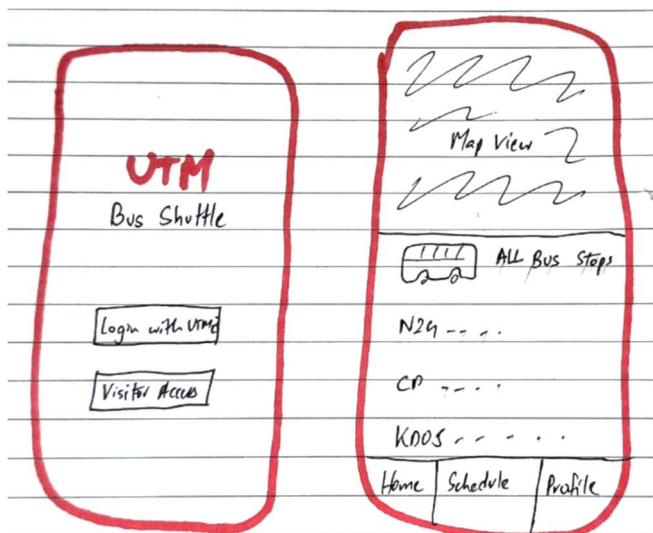 UTM
Bus Shuttle
Login with UTMID
Visitor Access
Map View
ALL Bus Stops
N24 ----
CP ----
KDOJ ------
Home Schedule Profile